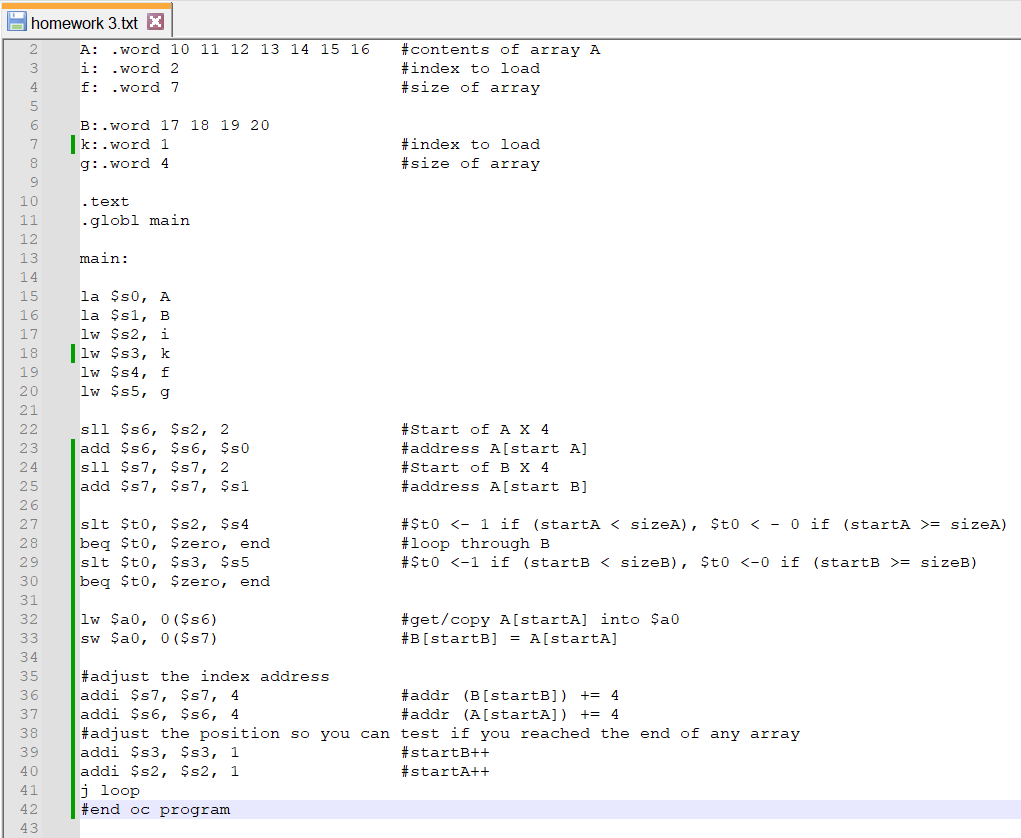 homework 3.txt
2 A: .word 10 11 12 13 14 15 16 #contents of array A
3 i: .word 2 #index to load
4 f: .word 7 #size of array
5
6 B:.word 17 18 19 20
7 k:.word 1 #index to load
8 g:.word 4 #size of array
9
10 .text
11 .globl main
12
13 main:
14
15 la $s0, A
16 la $s1, B
17 lw $s2, i
18 lw $s3, k
19 lw $s4, f
20 lw $s5, g
21
22 sll $s6, $s2, 2 #Start of A X 4
23 add $s6, $s6, $s0 #address A[start A]
24 sll $s7, $s7, 2 #Start of B X 4
25 add $s7, $s7, $s1 #address A[start B]
26
27 slt $t0, $s2, $s4 #$t0 <- 1 if (startA < sizeA), $t0 < - 0 if (startA >= sizeA)
28 beq $t0, $zero, end #loop through B
29 slt $t0, $s3, $s5 #$t0 <-1 if (startB < sizeB), $t0 <-0 if (startB >= sizeB)
30 beq $t0, $zero, end
31
32 lw $a0, 0($s6) #get/copy A[startA] into $a0
33 sw $a0, 0($s7) #B[startB] = A[startA]
34
35 #adjust the index address
36 addi $s7, $s7, 4 #addr (B[startB]) += 4
37 addi $s6, $s6, 4 #addr (A[startA]) += 4
38 #adjust the position so you can test if you reached the end of any array
39 addi $s3, $s3, 1 #startB++
40 addi $s2, $s2, 1 #startA++
41 j loop
42 #end oc program
43